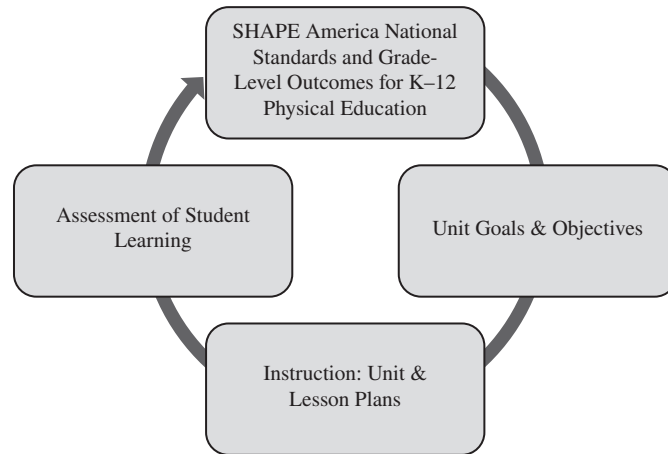 SHAPE America National
Standards and Grade-
Level Outcomes for K–12
Physical Education
Assessment of Student
Learning
Unit Goals & Objectives
Instruction: Unit &
Lesson Plans